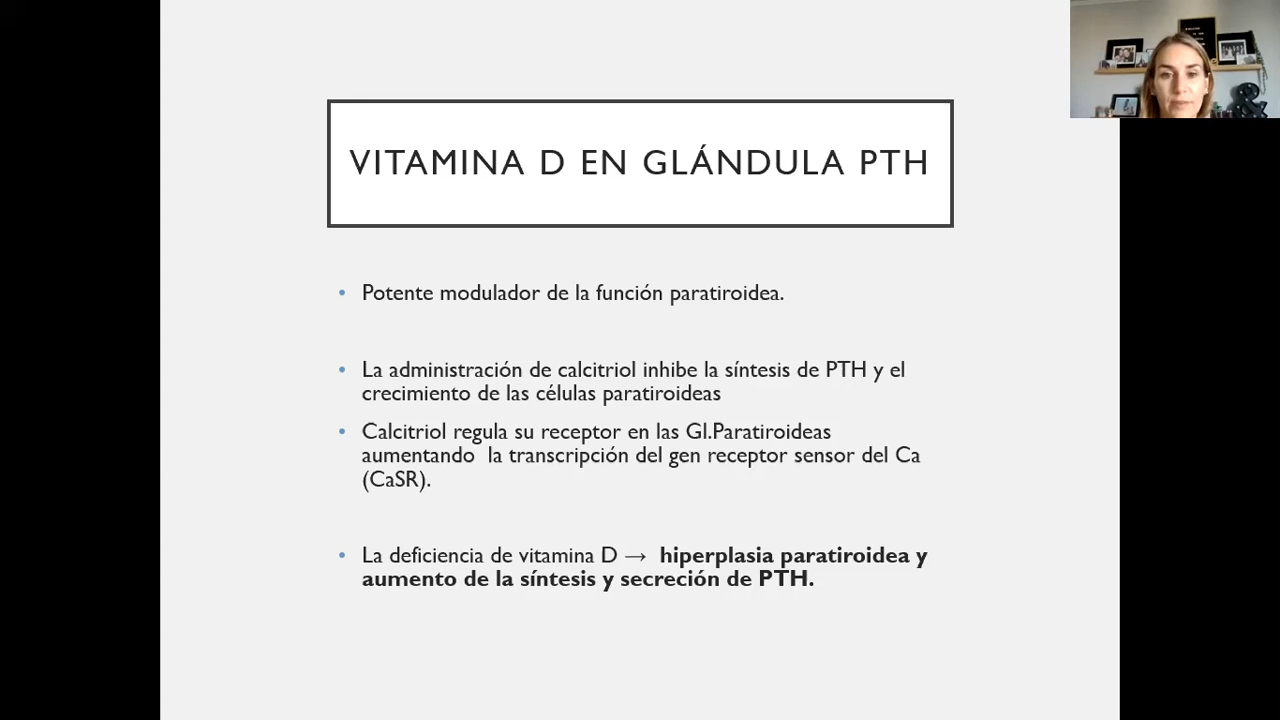 VITAMINA D EN GLÁNDULA PTH
• Potente modulador de la función paratiroidea.
• La administración de calcitriol inhibe la síntesis de PTH y el
crecimiento de las células paratiroideas
• Calcitriol regula su receptor en las Gl.Paratiroideas
aumentando  la transcripción del gen receptor sensor del Ca
(CaSR).
• La deficiencia de vitamina D → hiperplasia paratiroidea y
aumento de la síntesis y secreción de PTH.